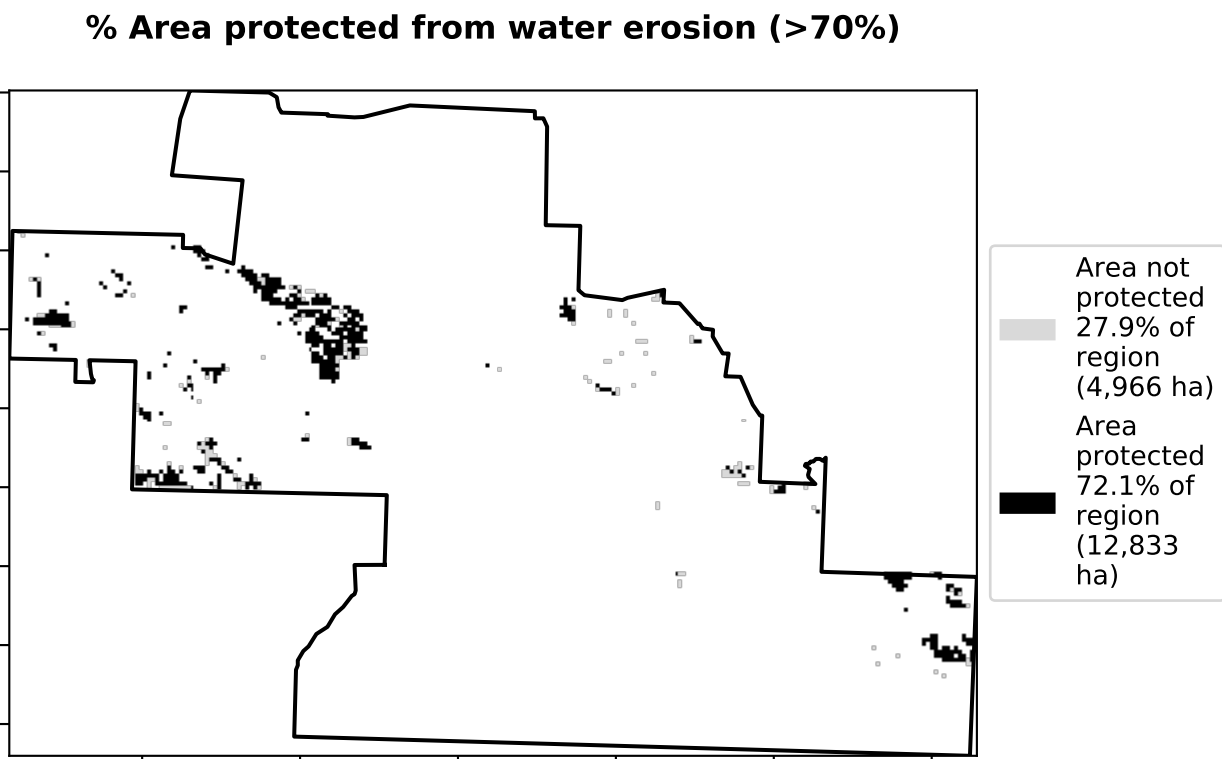 % Area protected from water erosion (>70%)
Area not
protected
27.9% of
region
(4,966 ha)
Area
protected
72.1% of
region
(12,833
ha)